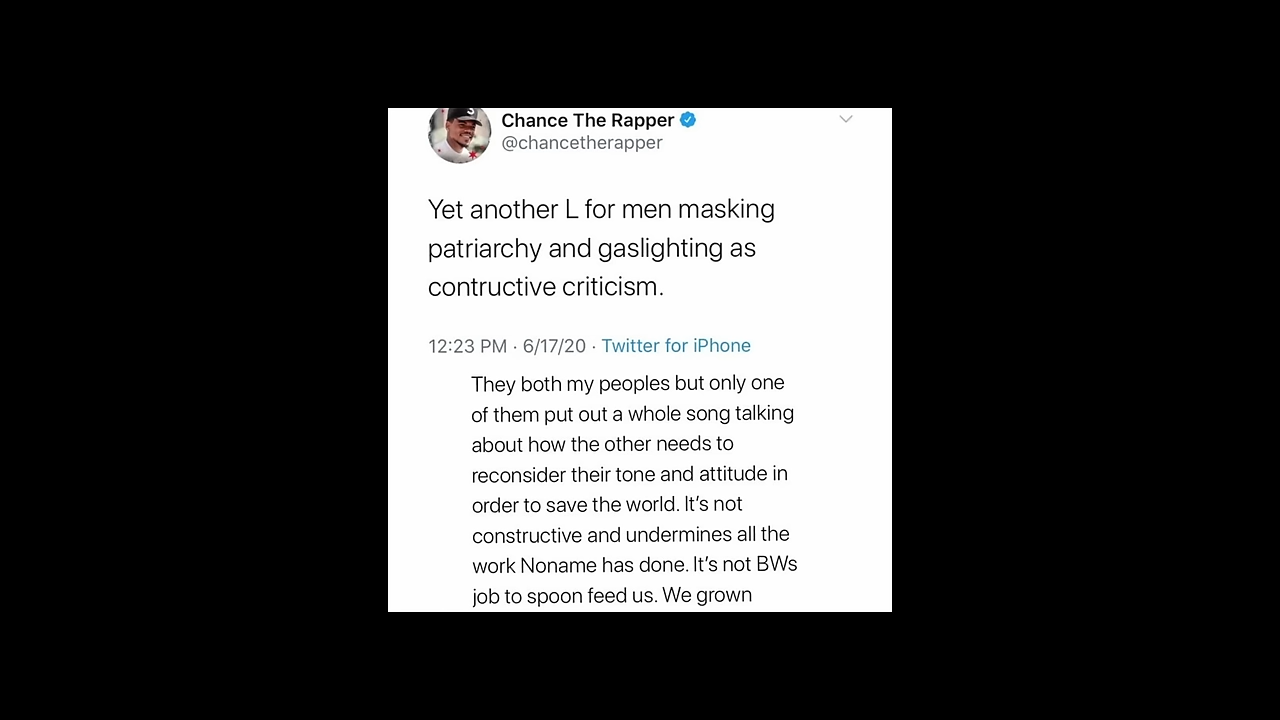 Chance The Rapper
@chancetherapper
Yet another L for men masking
patriarchy and gaslighting as
contructive criticism.
12:23 PM · 6/17/20 · Twitter for iPhone
They both my peoples but only one
of them put out a whole song talking
about how the other needs to
reconsider their tone and attitude in
order to save the world. It’s not
constructive and undermines all the
work Noname has done. It’s not BWs
job to spoon feed us. We grown